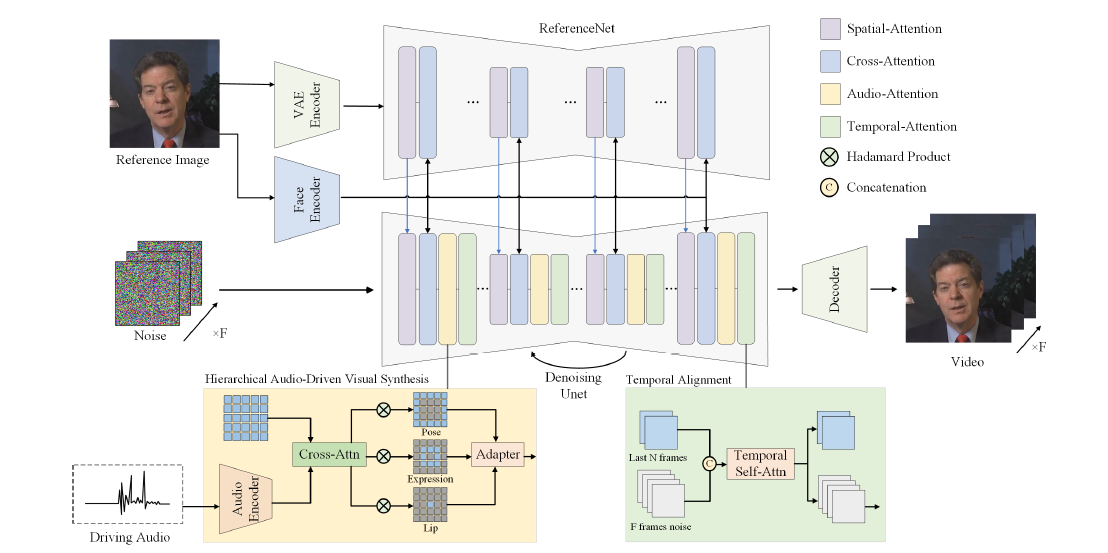 ReferenceNet
Spatial-Attention
Cross-Attention
Audio-Attention
Temporal-Attention
Hadamard Product
C
Concatenation
VAE
Encoder
Reference Image
Face
Encoder
Noise
×F
Decoder
Video
×F
Denoising
Unet
Hierarchical Audio-Driven Visual Synthesis
Cross-Attn
Pose
Expression
Lip
Adapter
Audio
Encoder
Driving Audio
Temporal Alignment
Last N frames
C
Temporal
Self-Attn
F frames noise